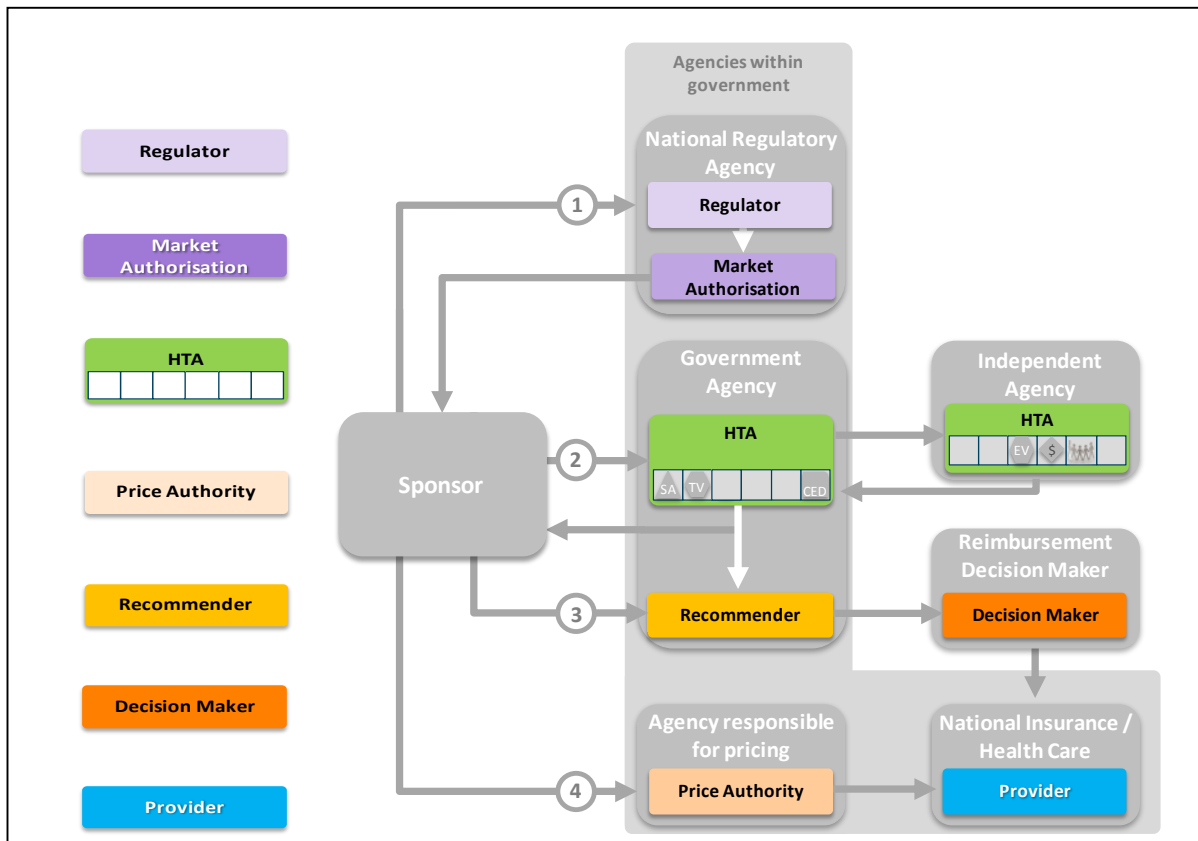 Agencies within
government
Regulator
Market
Authorisation
HTA
Price Authority
Recommender
Decision Maker
Provider
National Regulatory
Agency
1
Regulator
Market
Authorisation
Government
Agency
Independent
Agency
HTA
HTA
Sponsor
2
SA TV CED
EV $
Reimbursement
Decision Maker
3
Recommender
Decision Maker
Agency responsible
for pricing
National Insurance /
Health Care
4
Price Authority
Provider